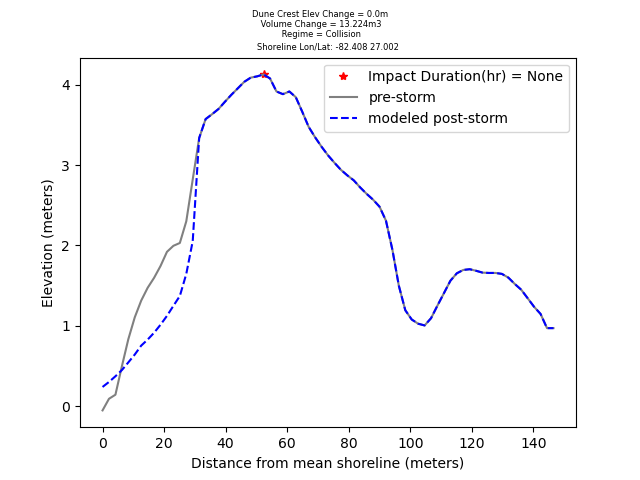 Dune Crest Elev Change = 0.0m
Volume Change = 13.224m3
Regime = Collision
Shoreline Lon/Lat: -82.408 27.002
Impact Duration(hr) = None
pre-storm
modeled post-storm
Elevation (meters)
4
3
2
1
0
0 20 40 60 80 100 120 140
Distance from mean shoreline (meters)